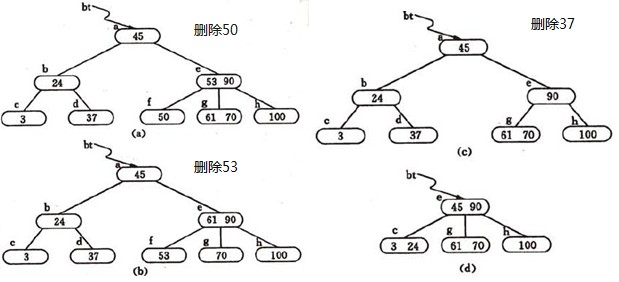 bt
a
45
删除50
b
24
e
53 90
c
3
d
37
f
50
g
61 70
h
100
(a)
bt
a
45
删除53
b
24
e
61 90
c
3
d
37
f
53
g
70
h
100
(b)
bt
a
45
删除37
b
24
e
90
c
3
d
37
g
61 70
h
100
(c)
bt
e
45 90
c
3 24
g
61 70
h
100
(d)